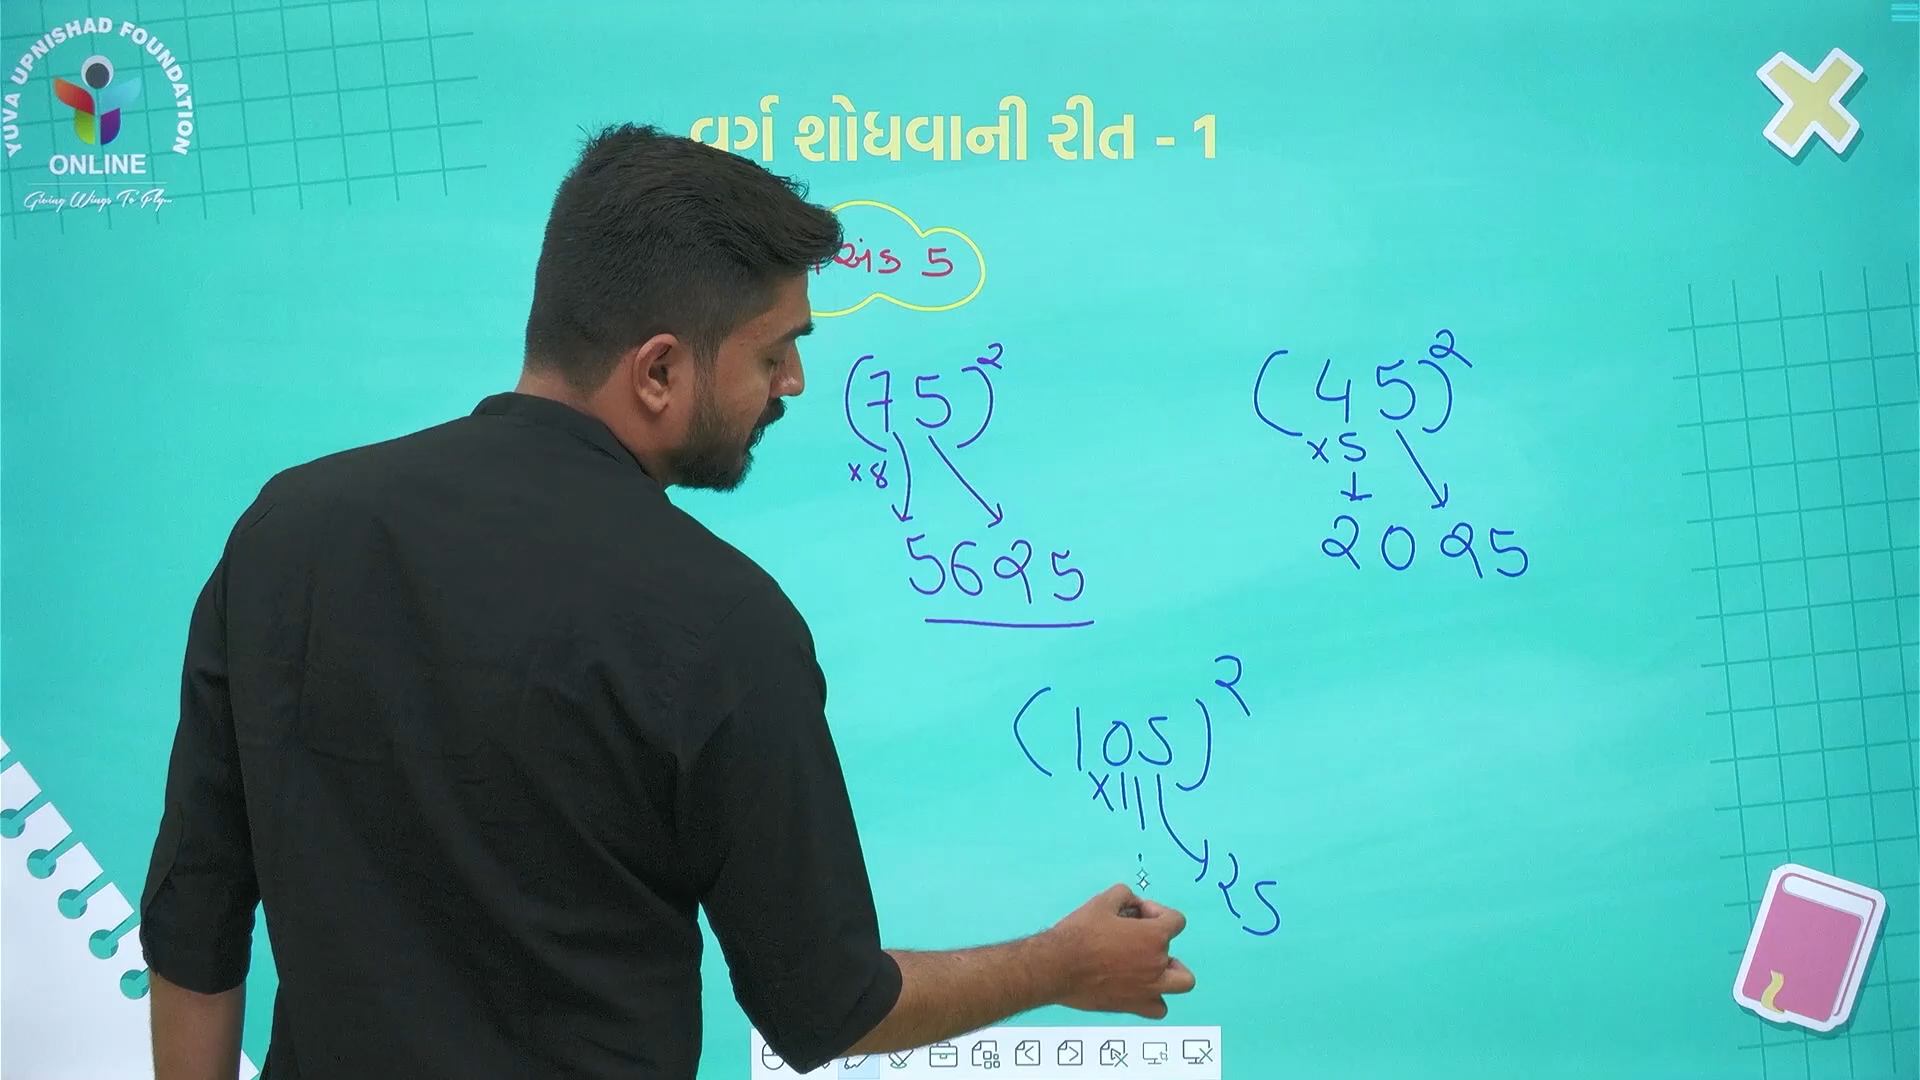 YUVA UPNISHAD FOUNDATION
ONLINE
Giving Wings To Fly...
વર્ગ શોધવાની રીત - 1
અંક 5
(75)²
×8
5625
(45)²
×5
2025
(105)²
×11
25